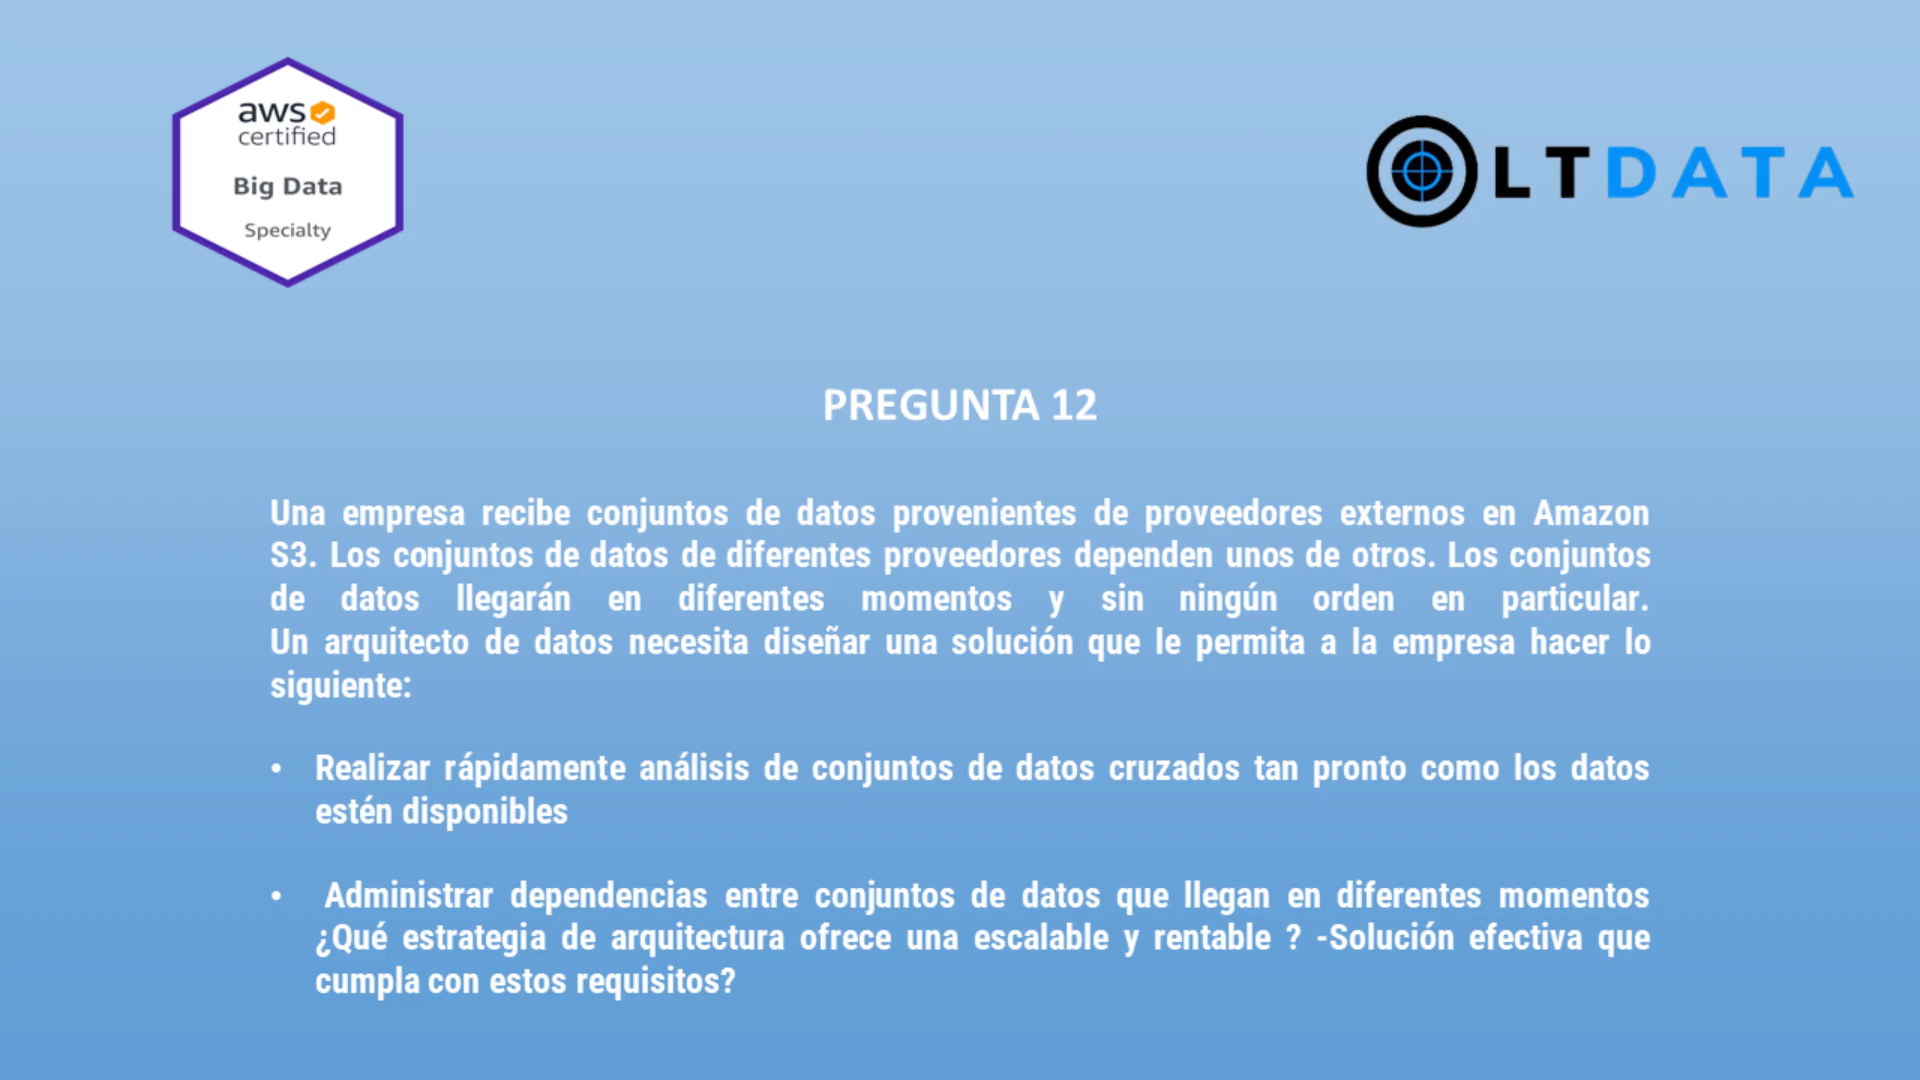 aws
certified
Big Data
Specialty
LTDATA
PREGUNTA 12
Una empresa recibe conjuntos de datos provenientes de proveedores externos en Amazon
S3. Los conjuntos de datos de diferentes proveedores dependen unos de otros. Los conjuntos
de datos llegarán en diferentes momentos y sin ningún orden en particular.
Un arquitecto de datos necesita diseñar una solución que le permita a la empresa hacer lo
siguiente:
• Realizar rápidamente análisis de conjuntos de datos cruzados tan pronto como los datos
estén disponibles
• Administrar dependencias entre conjuntos de datos que llegan en diferentes momentos
¿Qué estrategia de arquitectura ofrece una escalable y rentable ? -Solución efectiva que
cumpla con estos requisitos?